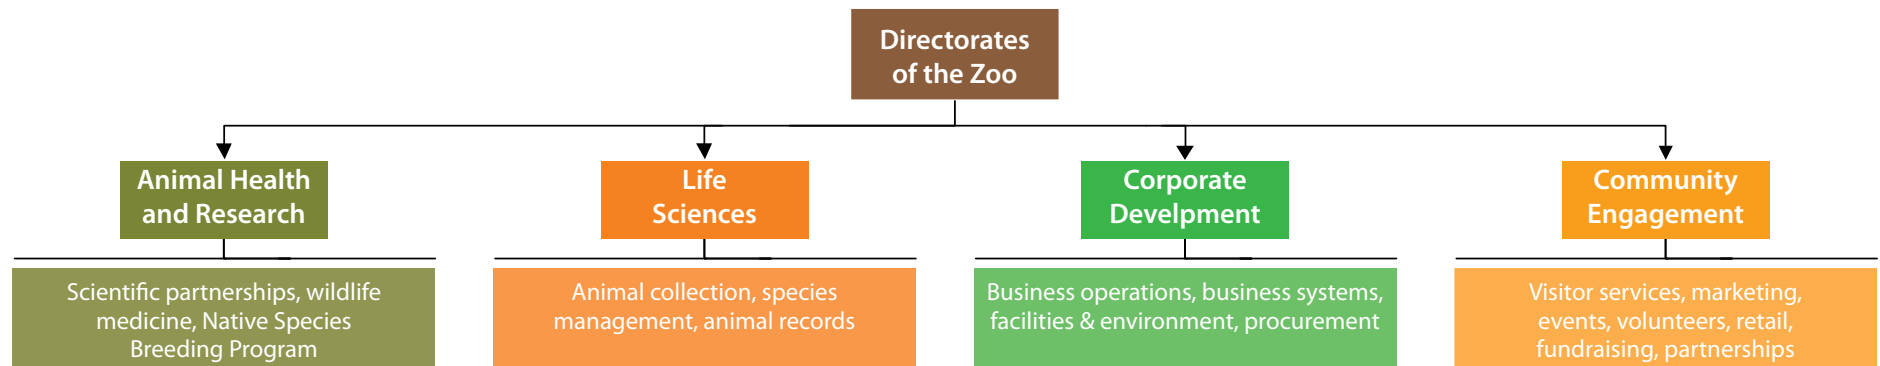 Directorates
of the Zoo
Animal Health
and Research
Life
Sciences
Corporate
Develpment
Community
Engagement
Scientific partnerships, wildlife
medicine, Native Species
Breeding Program
Animal collection, species
management, animal records
Business operations, business systems,
facilities & environment, procurement
Visitor services, marketing,
events, volunteers, retail,
fundraising, partnerships